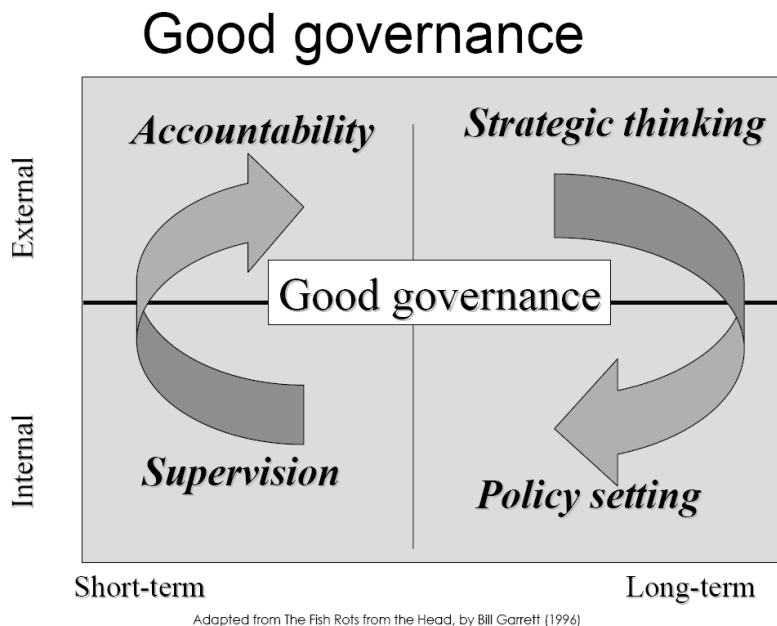 Good governance
Accountability
Strategic thinking
External
Good governance
Internal
Supervision
Policy setting
Short-term
Long-term
Adapted from The Fish Rots from the Head, by Bill Garrett (1996)